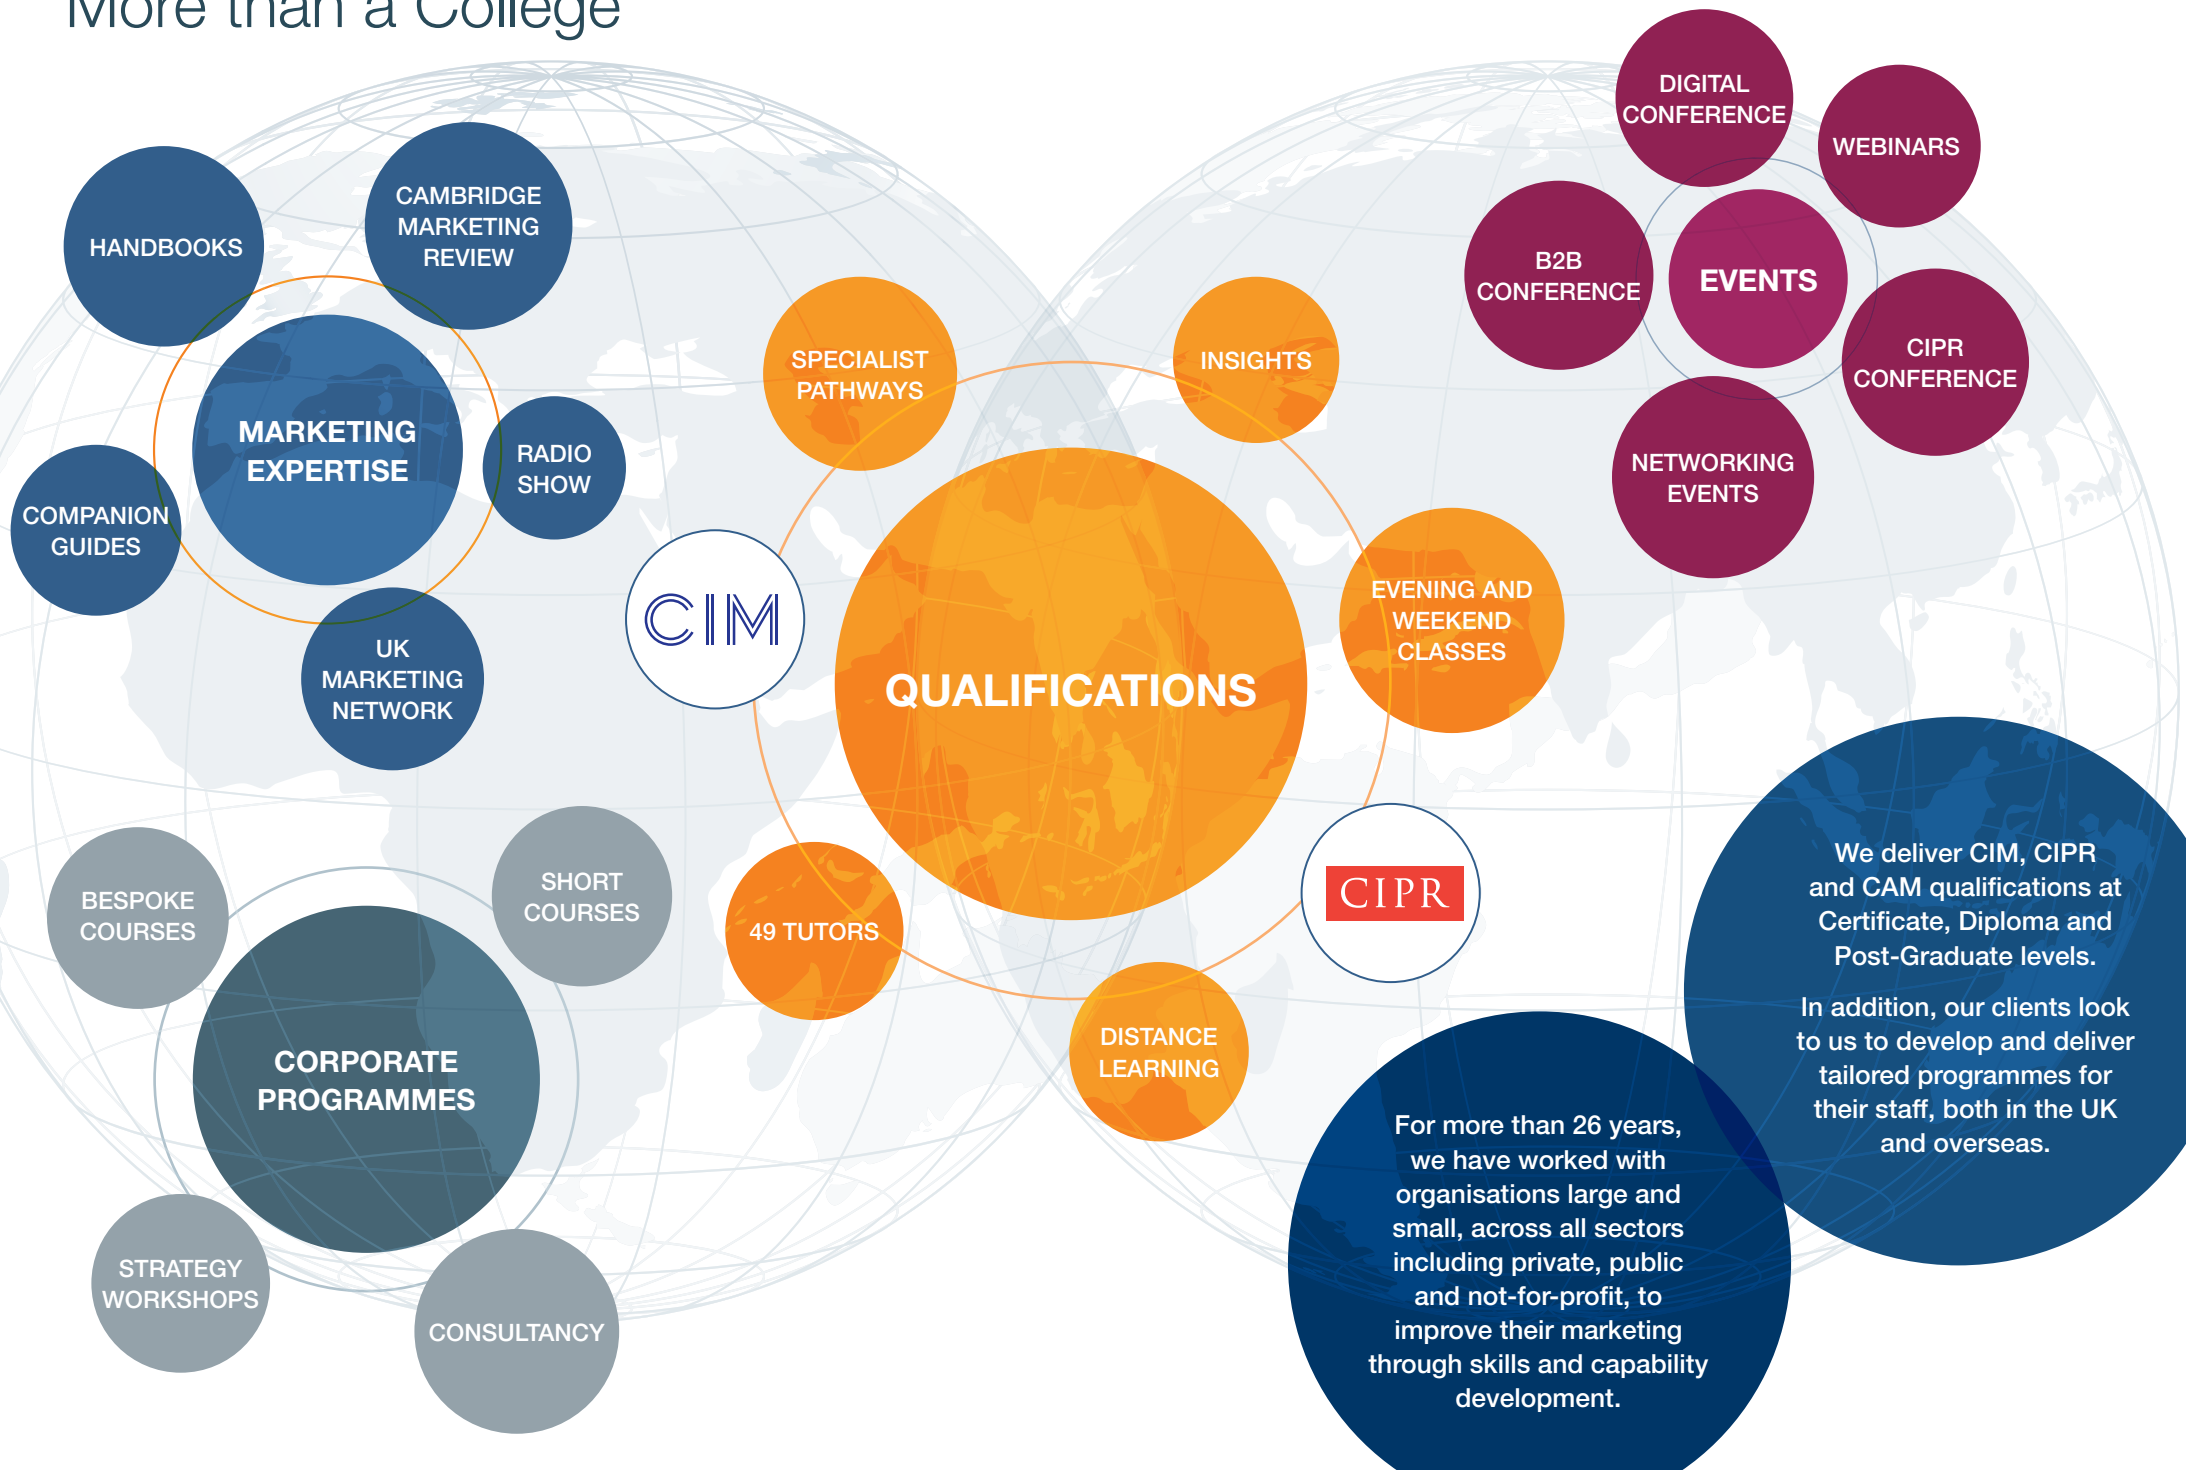 More than a College
HANDBOOKS
CAMBRIDGE
MARKETING
REVIEW
MARKETING
EXPERTISE
RADIO
SHOW
COMPANION
GUIDES
UK
MARKETING
NETWORK
SPECIALIST
PATHWAYS
INSIGHTS
CIM
QUALIFICATIONS
EVENING AND
WEEKEND
CLASSES
49 TUTORS
CIPR
DISTANCE
LEARNING
DIGITAL
CONFERENCE
WEBINARS
B2B
CONFERENCE
EVENTS
CIPR
CONFERENCE
NETWORKING
EVENTS
BESPOKE
COURSES
SHORT
COURSES
CORPORATE
PROGRAMMES
STRATEGY
WORKSHOPS
CONSULTANCY
For more than 26 years,
we have worked with
organisations large and
small, across all sectors
including private, public
and not-for-profit, to
improve their marketing
through skills and capability
development.
We deliver CIM, CIPR
and CAM qualifications at
Certificate, Diploma and
Post-Graduate levels.
In addition, our clients look
to us to develop and deliver
tailored programmes for
their staff, both in the UK
and overseas.